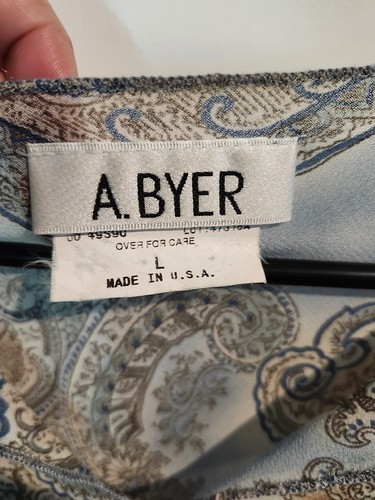 A.BYER
OVER FOR CARE
L
MADE IN U.S.A.